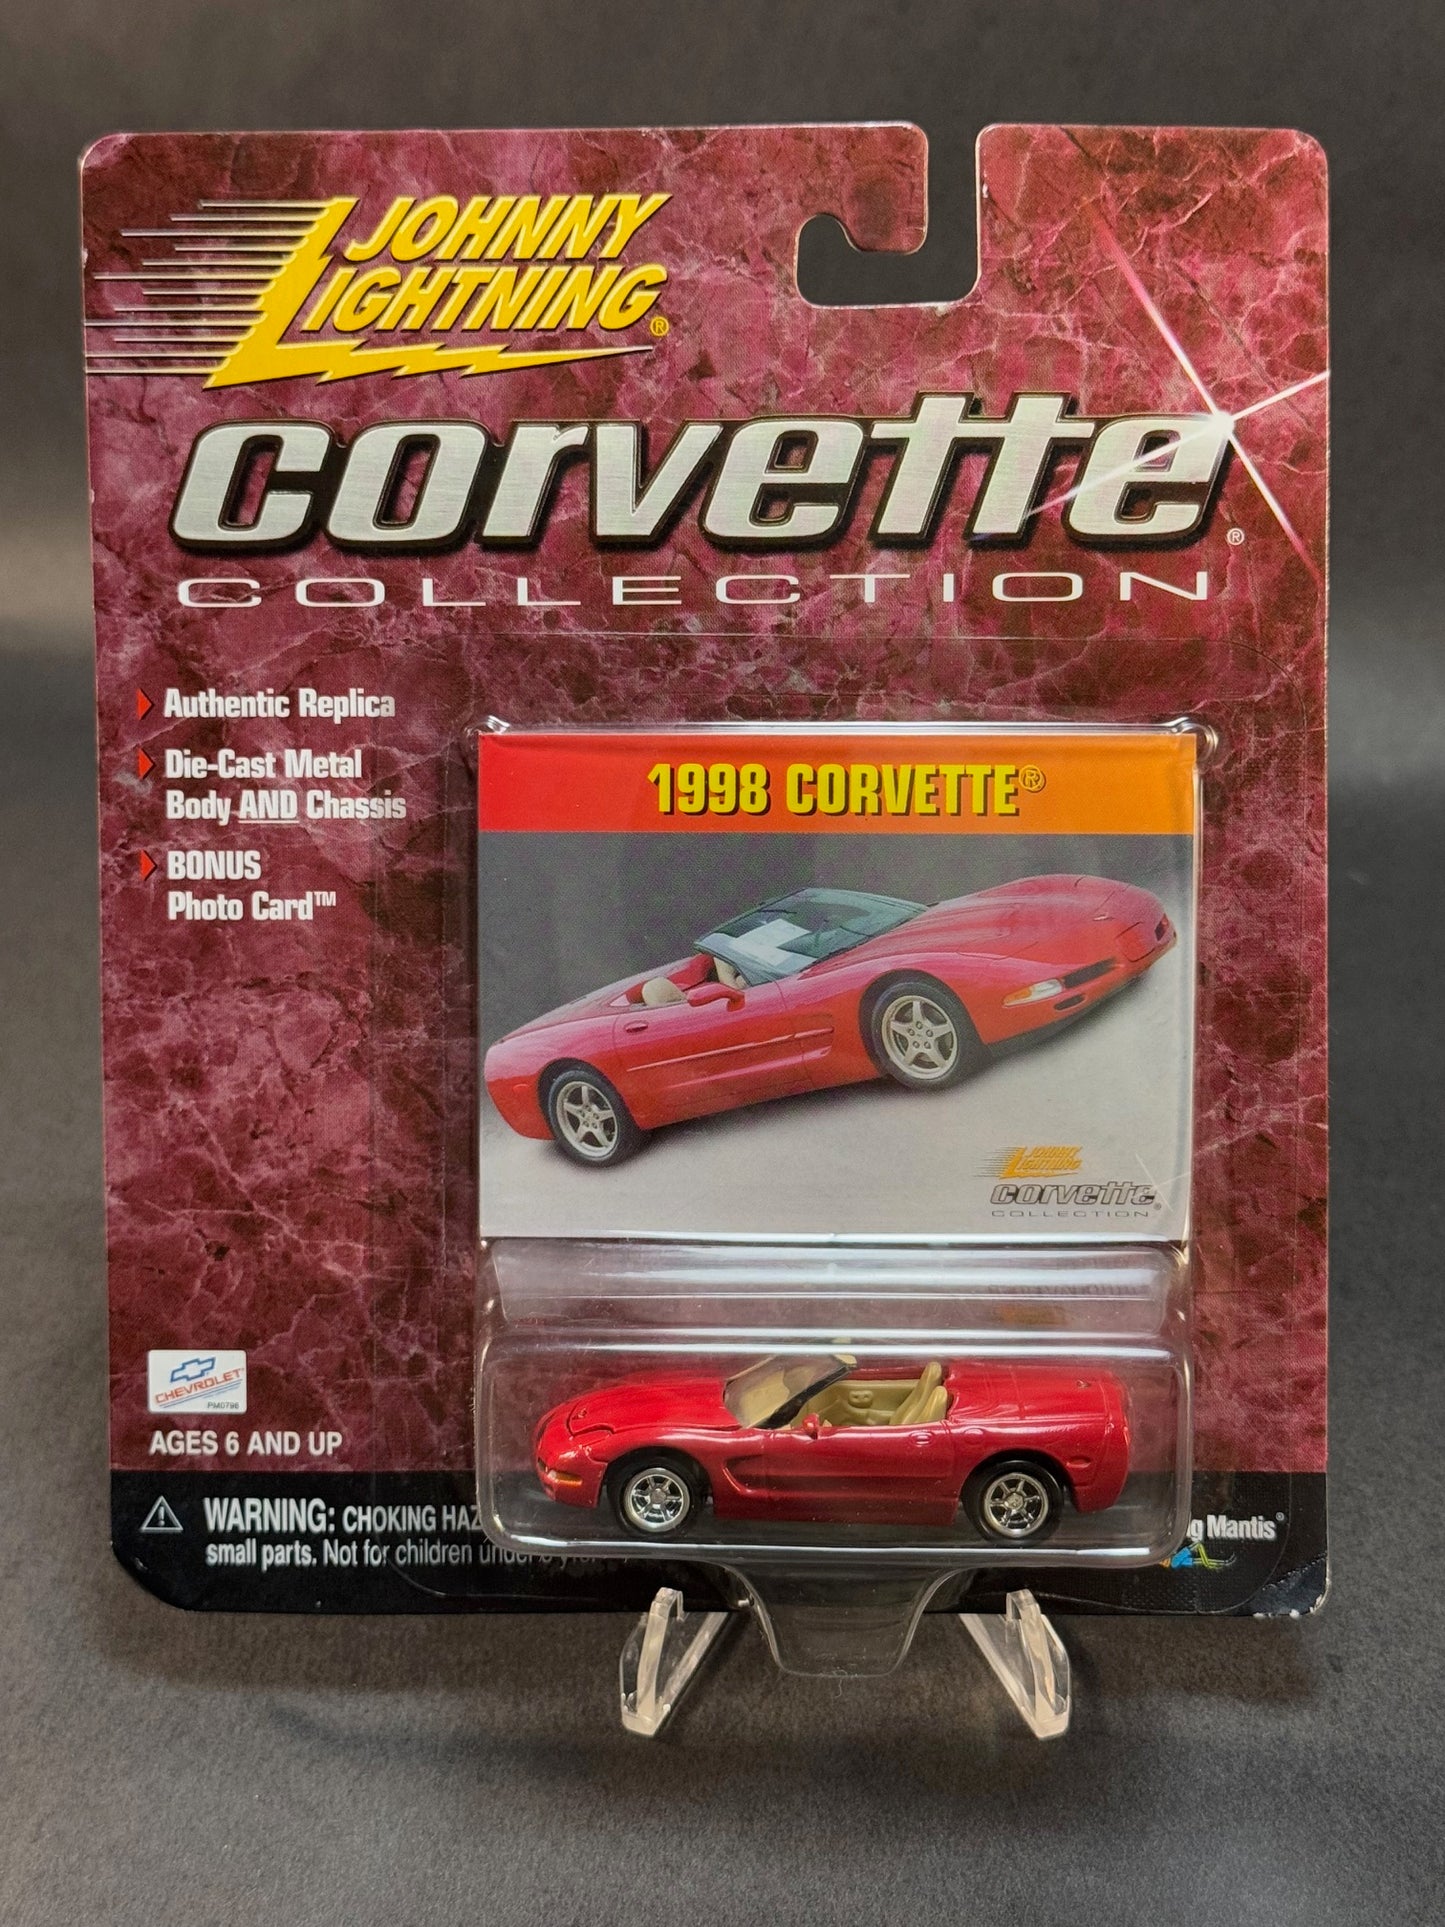 JOHNNY
LIGHTNING®
corvette®
COLLECTION
Authentic Replica
Die-Cast Metal
Body AND Chassis
BONUS
Photo Card™
1998 CORVETTE®
JOHNNY
LIGHTNING
corvette®
COLLECTION
CHEVROLET
PM0796
AGES 6 AND UP
WARNING: CHOKING HAZ
small parts. Not for children under
g Mantis®